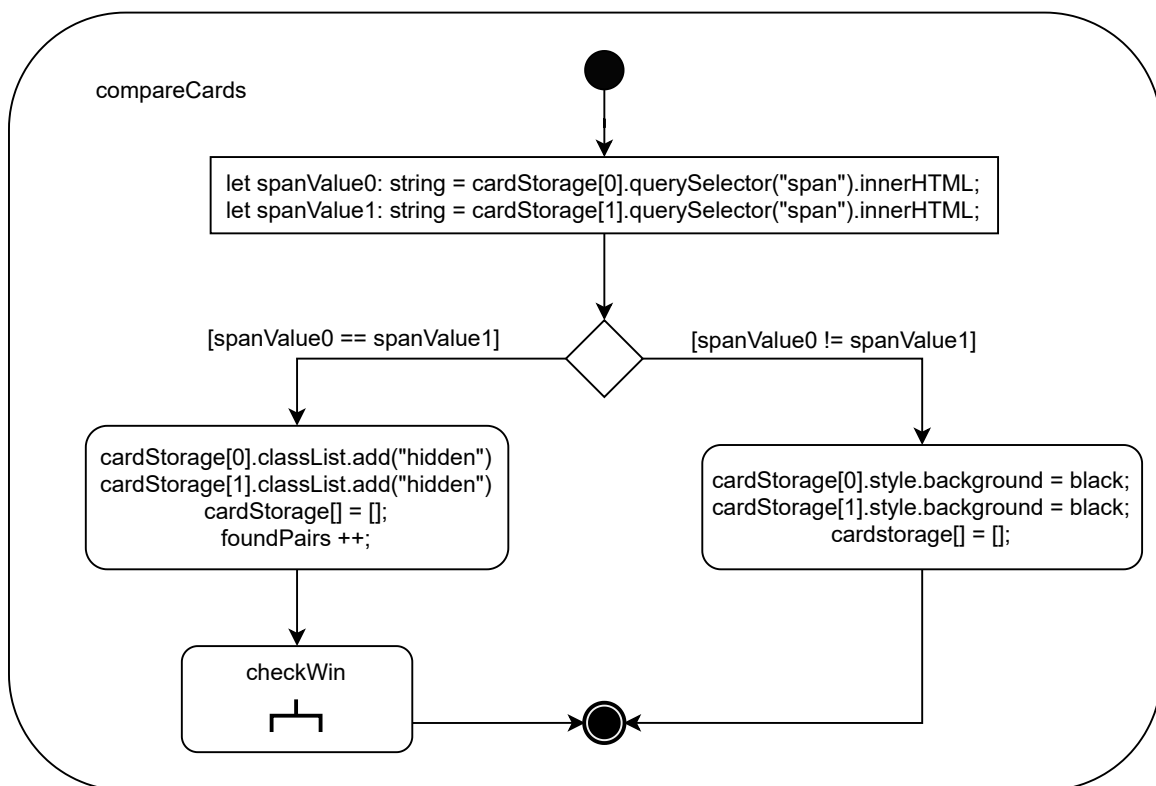 compareCards
let spanValue0: string = cardStorage[0].querySelector("span").innerHTML;
let spanValue1: string = cardStorage[1].querySelector("span").innerHTML;
[spanValue0 == spanValue1]
[spanValue0 != spanValue1]
cardStorage[0].classList.add("hidden")
cardStorage[1].classList.add("hidden")
cardStorage[] = [];
foundPairs ++;
cardStorage[0].style.background = black;
cardStorage[1].style.background = black;
cardstorage[] = [];
checkWin